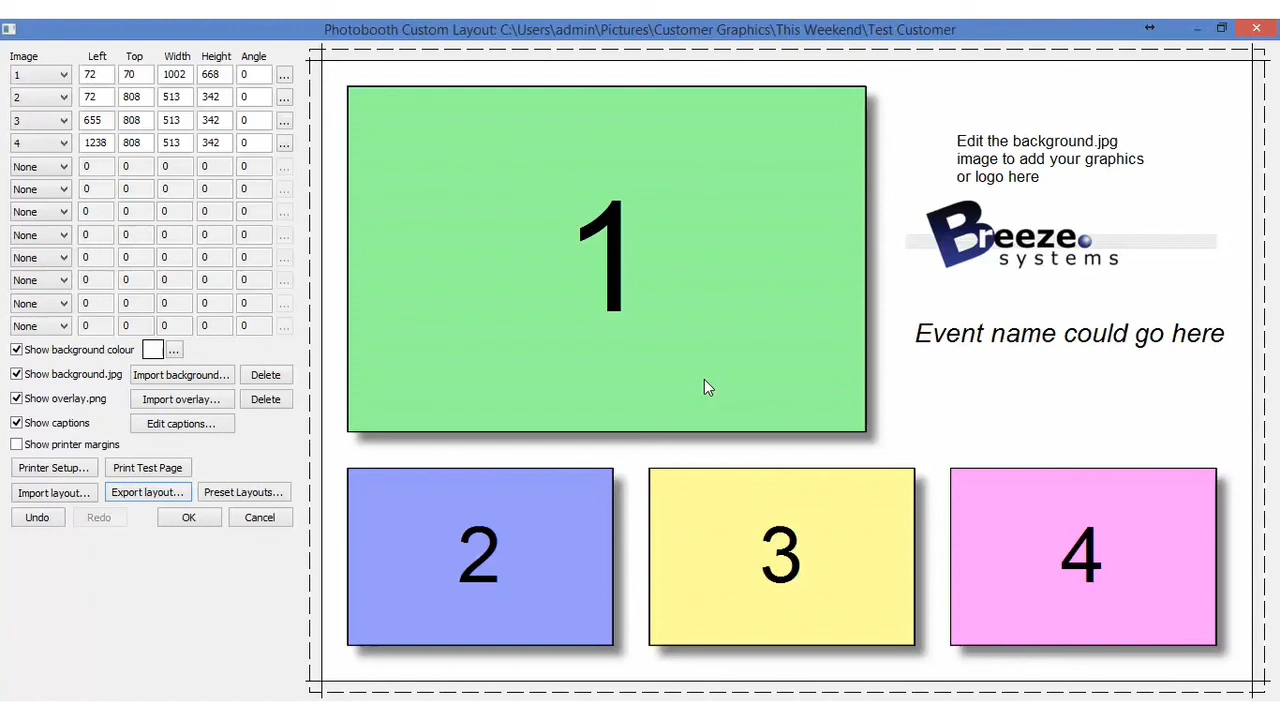 Photobooth Custom Layout: C:\Users\admin\Pictures\Customer Graphics\This Weekend\Test Customer
Image Left Top Width Height Angle
1 72 70 1002 668 0 ...
2 72 808 513 342 0 ...
3 655 808 513 342 0 ...
4 1238 808 513 342 0 ...
None 0 0 0 0 0 ...
None 0 0 0 0 0 ...
None 0 0 0 0 0 ...
None 0 0 0 0 0 ...
None 0 0 0 0 0 ...
None 0 0 0 0 0 ...
None 0 0 0 0 0 ...
None 0 0 0 0 0 ...
Show background colour ...
Show background.jpg Import background... Delete
Show overlay.png Import overlay... Delete
Show captions Edit captions...
Show printer margins
Printer Setup... Print Test Page
Import layout... Export layout... Preset Layouts...
Undo Redo OK Cancel
1
Edit the background.jpg
image to add your graphics
or logo here
Breeze
systems
Event name could go here
2 3 4